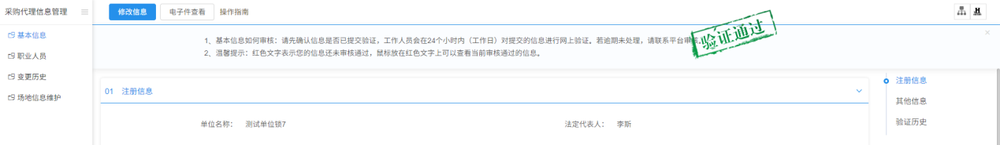 采购代理信息管理
修改信息 电子件查看 操作指南
基本信息
职业人员
变更历史
场地信息维护
1、基本信息如何审核：请先确认信息是否已提交验证，工作人员会在24个小时内（工作日）对提交的信息进行网上验证。若逾期未处理，请联系平台审核。
2、温馨提示：红色文字表示您的信息还未审核通过，鼠标放在红色文字上可以查看当前审核通过的信息。
验证通过
01 注册信息
单位名称： 测试单位锁7 法定代表人： 李斯
注册信息
其他信息
验证历史